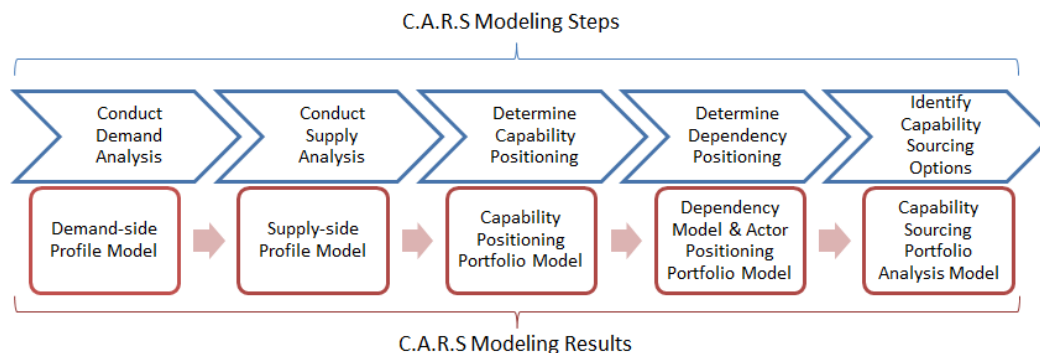 C.A.R.S Modeling Steps
Conduct
Demand
Analysis
Conduct
Supply
Analysis
Determine
Capability
Positioning
Determine
Dependency
Positioning
Identify
Capability
Sourcing
Options
Demand-side
Profile Model
Supply-side
Profile Model
Capability
Positioning
Portfolio Model
Dependency
Model & Actor
Positioning
Portfolio Model
Capability
Sourcing
Portfolio
Analysis Model
C.A.R.S Modeling Results